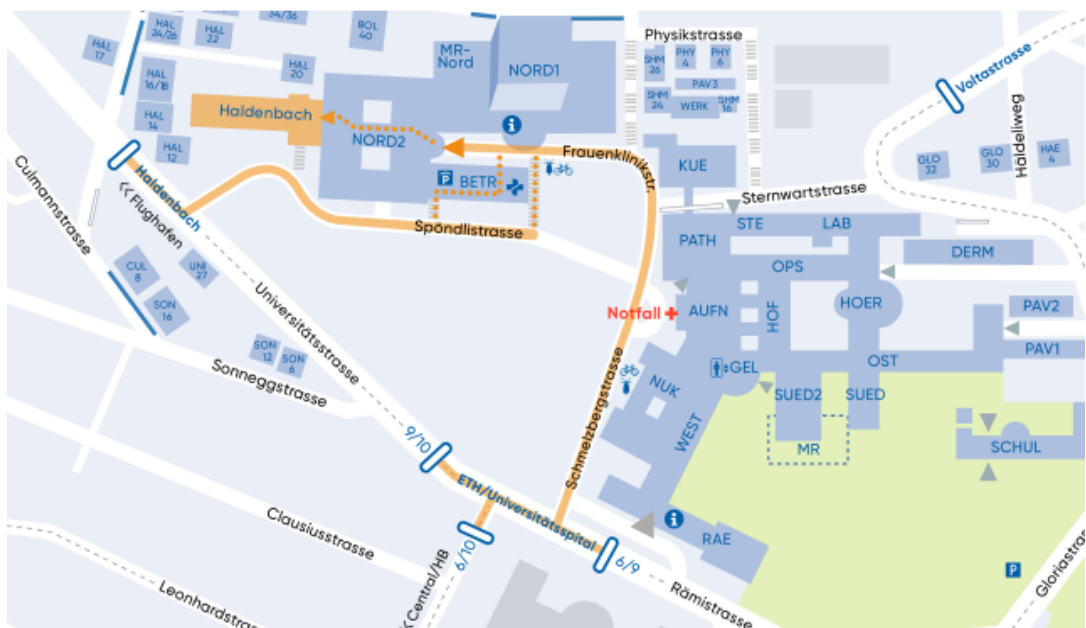 34/36
HAL
24/26
HAL
22
BOL
40
HAL
17
HAL
20
HAL
16/18
HAL
14
HAL
12
MR-
Nord
NORD1
Physikstrasse
SHM
26
PHY
4
PHY
6
PAV3
SHM
24
WERK
SHM
16
Voltastrasse
Häldeliweg
GLO
32
GLO
30
HAE
4
Haldenbach
NORD2
i
Frauenklinikstr.
KUE
P
BETR
Sternwartstrasse
Culmannstrasse
Haldenbach
Flughafen
Spöndlistrasse
CUL
8
UNI
27
SON
16
Universitätsstrasse
SON
12
SON
6
Sonneggstrasse
PATH
STE
LAB
OPS
DERM
Notfall
AUFN
HOF
HOER
PAV2
PAV1
OST
GEL
NUK
WEST
SUED2
SUED
MR
SCHUL
Schmelzbergstrasse
9/10
ETH/Universitätsspital
6/10
6/9
Clausiusstrasse
Central/HB
i
RAE
Rämistrasse
P
Gloriastras
Leonhardstra